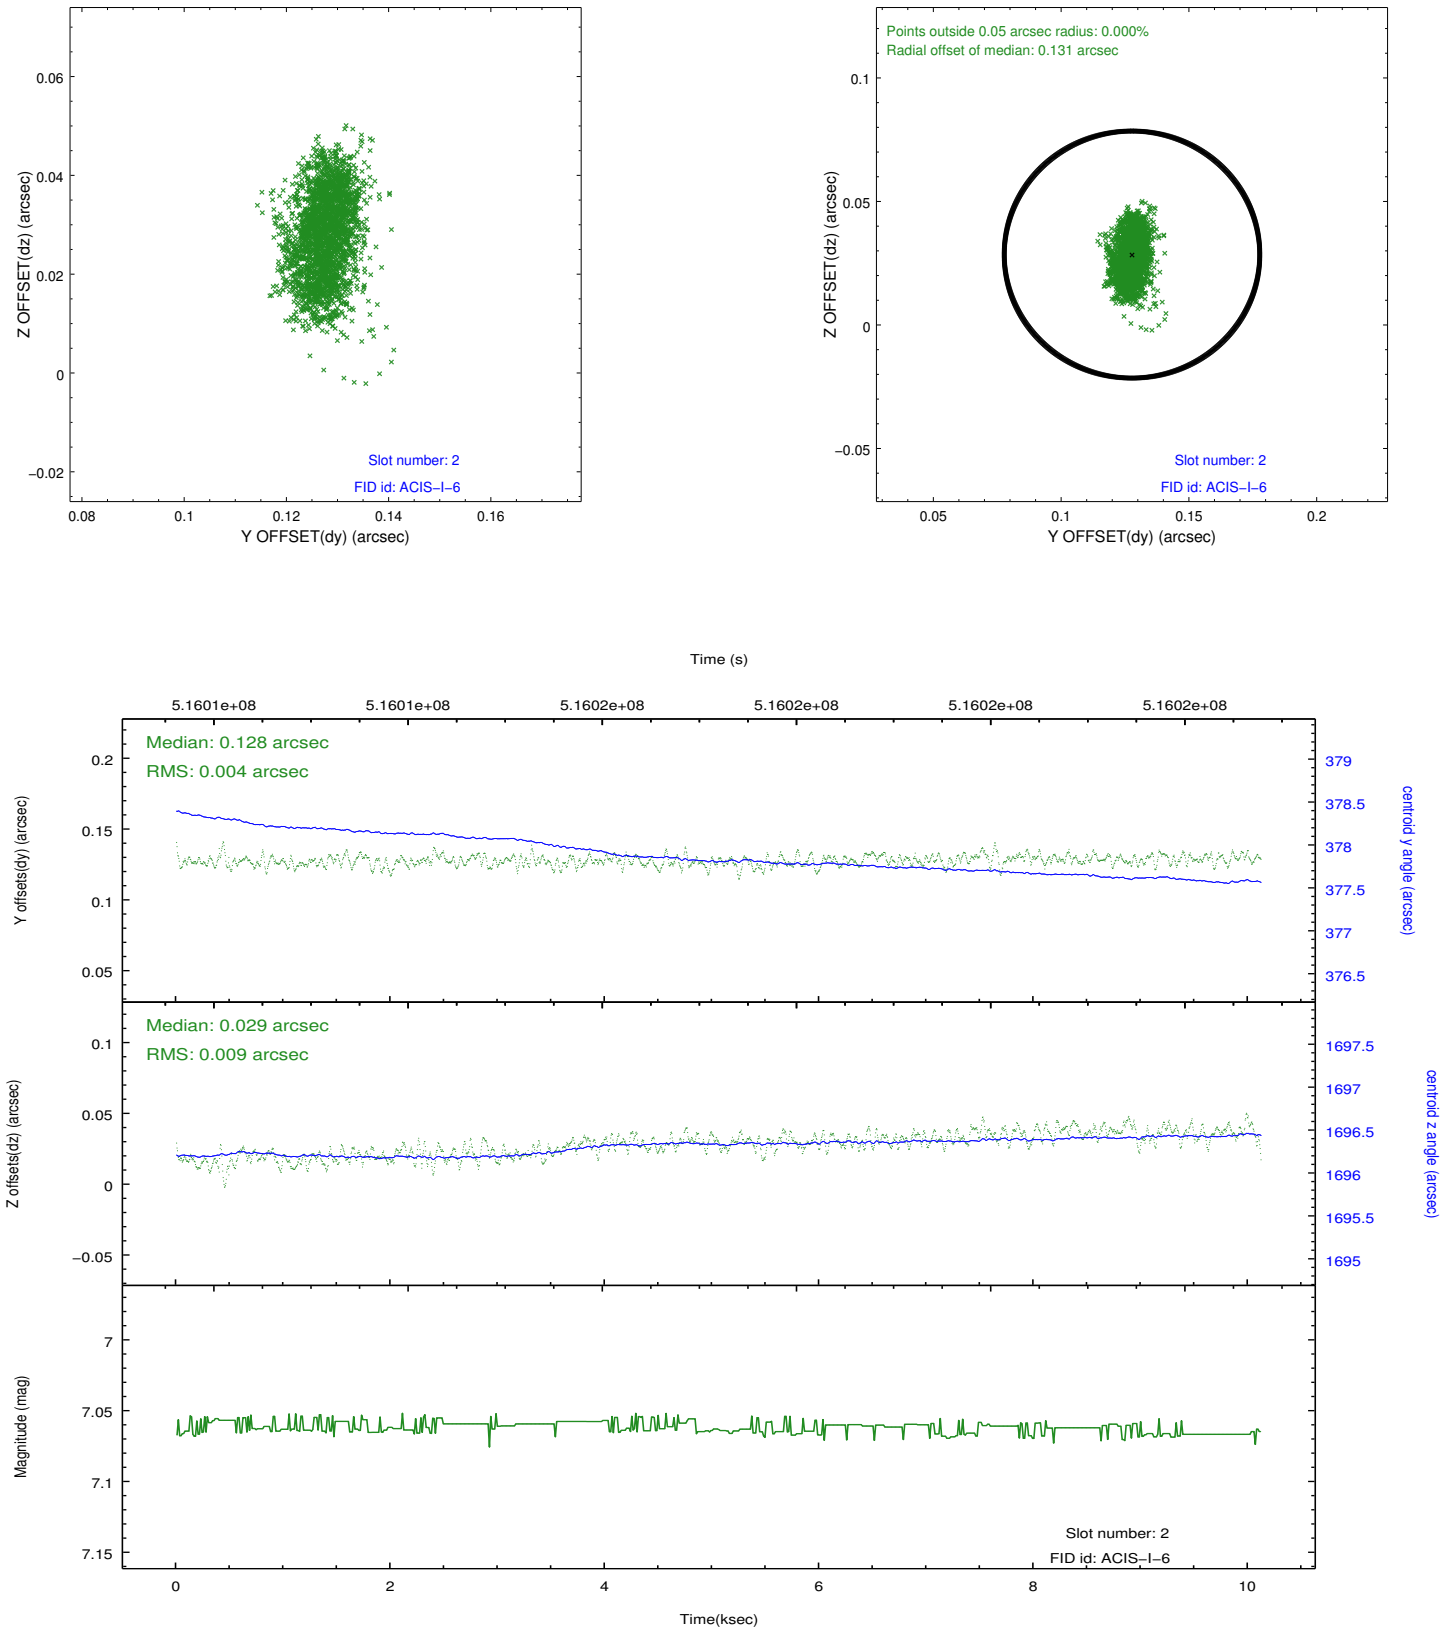 0.06
0.04
0.02
0
−0.02
Z OFFSET(dz) (arcsec)
Slot number: 2
FID id: ACIS−I−6
0.08
0.1
0.12
0.14
0.16
Y OFFSET(dy) (arcsec)
Points outside 0.05 arcsec radius: 0.000%
Radial offset of median: 0.131 arcsec
0.1
0.05
0
−0.05
Z OFFSET(dz) (arcsec)
Slot number: 2
FID id: ACIS−I−6
0.05
0.1
0.15
0.2
Y OFFSET(dy) (arcsec)
Time (s)
5.1601e+08
5.1601e+08
5.1602e+08
5.1602e+08
5.1602e+08
5.1602e+08
Median: 0.128 arcsec
RMS: 0.004 arcsec
0.2
0.15
0.1
0.05
Y offsets(dy) (arcsec)
379
378.5
378
377.5
377
376.5
centroid y angle (arcsec)
Median: 0.029 arcsec
RMS: 0.009 arcsec
0.1
0.05
0
−0.05
Z offsets(dz) (arcsec)
1697.5
1697
1696.5
1696
1695.5
1695
centroid z angle (arcsec)
7
7.05
7.1
7.15
Magnitude (mag)
Slot number: 2
FID id: ACIS−I−6
0
2
4
6
8
10
Time(ksec)